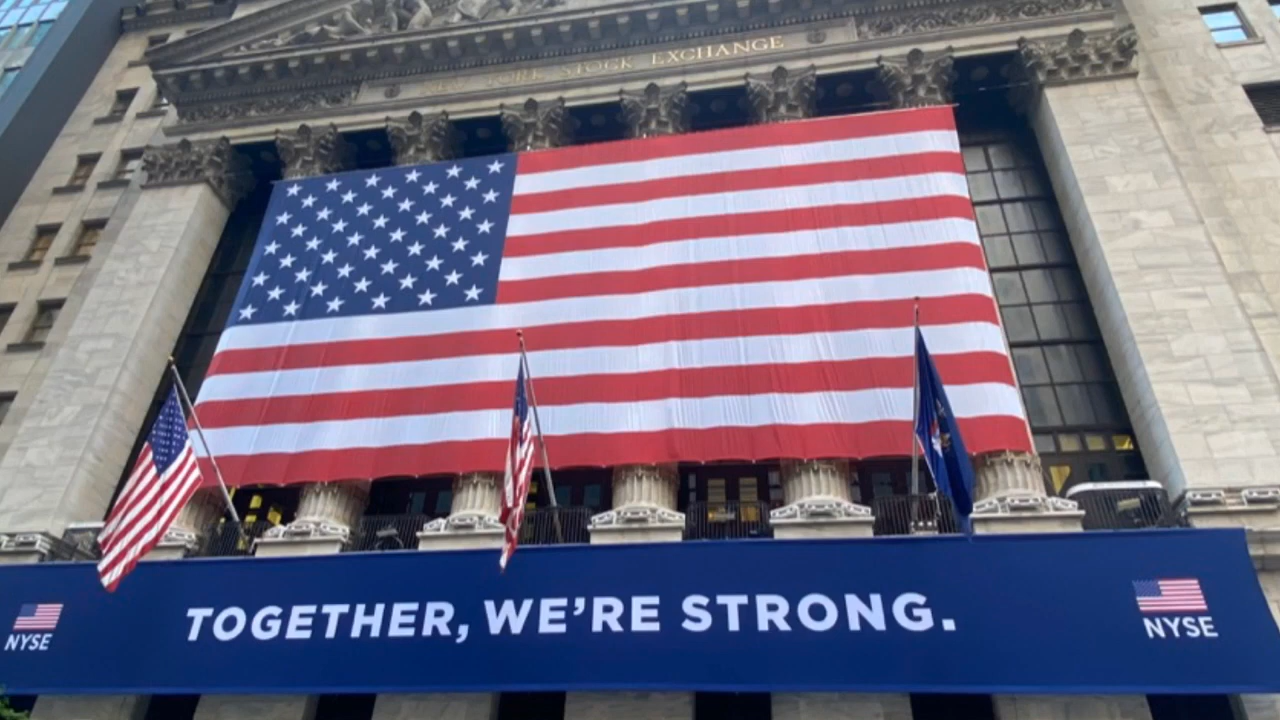 NEW YORK STOCK EXCHANGE
TOGETHER, WE'RE STRONG.
NYSE
NYSE